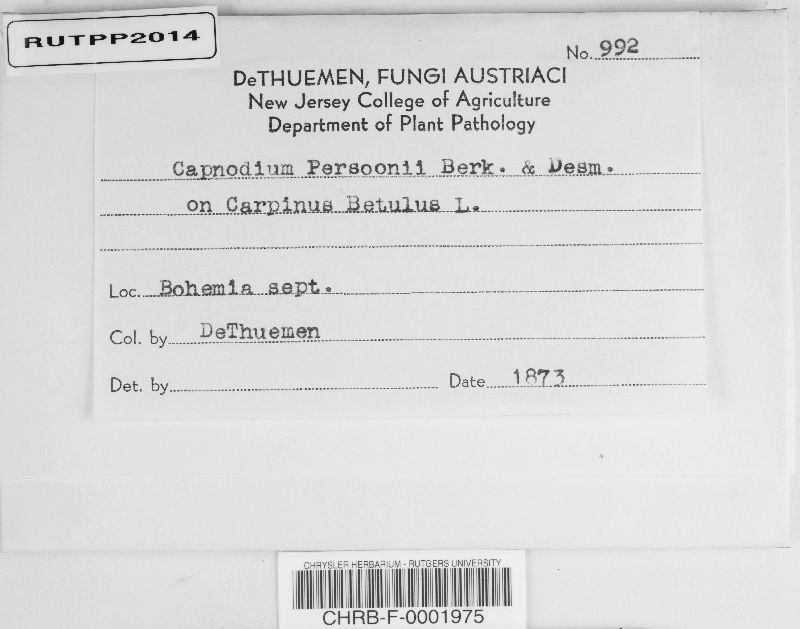 RUTPP2014
No. 992
DeTHUEMEN, FUNGI AUSTRIACI
New Jersey College of Agriculture
Department of Plant Pathology
Capnodium Persoonii Berk. & Desm.
on Carpinus Betulus L.
Loc. Bohemia sept.
Col. by DeThuemen
Det. by Date 1873
CHRYSLER HERBARIUM - RUTGERS UNIVERSITY
CHRB-F-0001975